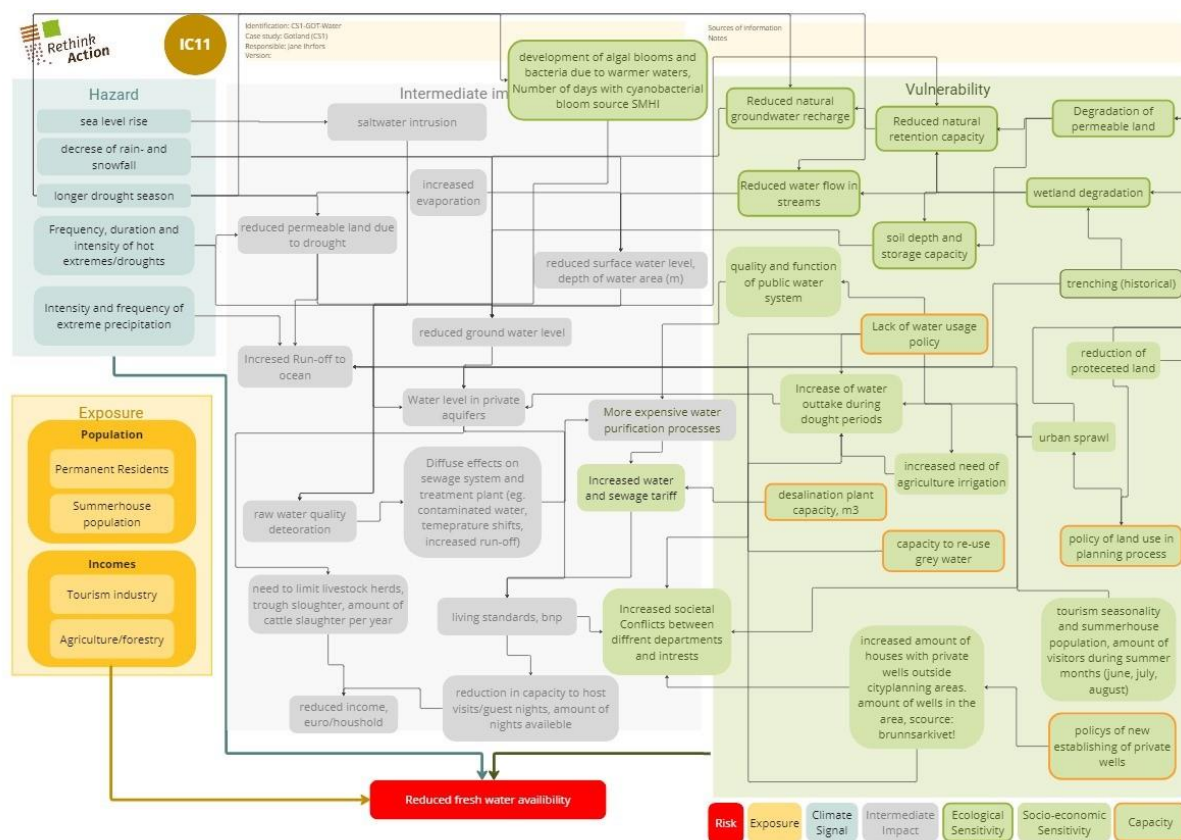 Rethink
Action
IC11
Identification: CS1-GOT-Water
Case study: Gotland (CS1)
Responsible: Jane Ihrfors
Version:
Sources of information
Notes
Hazard
sea level rise
decrese of rain- and
snowfall
longer drought season
Frequency, duration and
intensity of hot
extremes/droughts
Intensity and frequency of
extreme precipitation
Exposure
Population
Permanent Residents
Summerhouse
population
Incomes
Tourism industry
Agriculture/forestry
Intermediate im
saltwater intrusion
development of algal blooms and
bacteria due to warmer waters,
Number of days with cyanobacterial
bloom source SMHI
increased
evaporation
reduced permeable land due
to drought
reduced surface water level,
depth of water area (m)
reduced ground water level
Incresed Run-off to
ocean
Water level in private
aquifers
More expensive water
purification processes
Diffuse effects on
sewage system and
treatment plant (eg.
contaminated water,
temeprature shifts,
increased run-off)
raw water quality
deteoration
Increased water
and sewage tariff
need to limit livestock herds,
trough sloughter, amount of
cattle slaughter per year
living standards, bnp
Increased societal
Conflicts between
diffrent departments
and intrests
reduced income,
euro/houshold
reduction in capacity to host
visits/guest nights, amount of
nights available
Vulnerability
Reduced natural
groundwater recharge
Reduced natural
retention capacity
Degradation of
permeable land
Reduced water flow in
streams
wetland degradation
soil depth and
storage capacity
quality and function
of public water
system
trenching (historical)
Lack of water usage
policy
reduction of
proteceted land
Increase of water
outtake during
dought periods
urban sprawl
increased need of
agriculture irrigation
desalination plant
capacity, m3
capacity to re-use
grey water
policy of land use in
planning process
tourism seasonality
and summerhouse
population, amount of
visitors during summer
months (june, july,
august)
increased amount of
houses with private
wells outside
cityplanning areas.
amount of wells in the
area, scource:
brunnsarkivet!
policys of new
establishing of private
wells
Reduced fresh water availibility
Risk
Exposure
Climate
Signal
Intermediate
Impact
Ecological
Sensitivity
Socio-economic
Sensitivity
Capacity